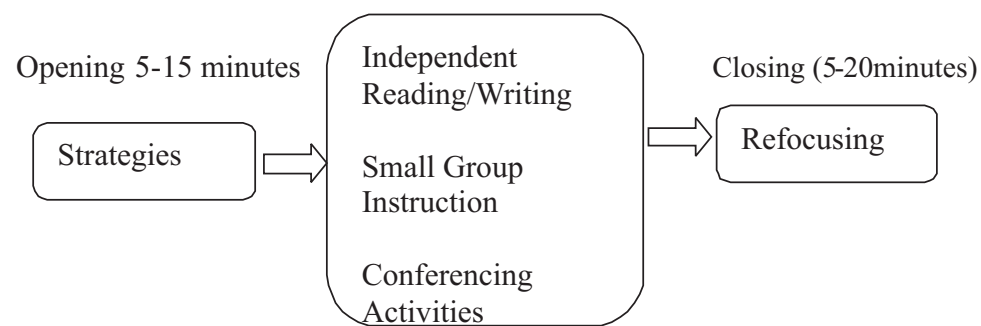 Opening 5-15 minutes
Strategies
Independent
Reading/Writing
Small Group
Instruction
Conferencing
Activities
Closing (5-20minutes)
Refocusing